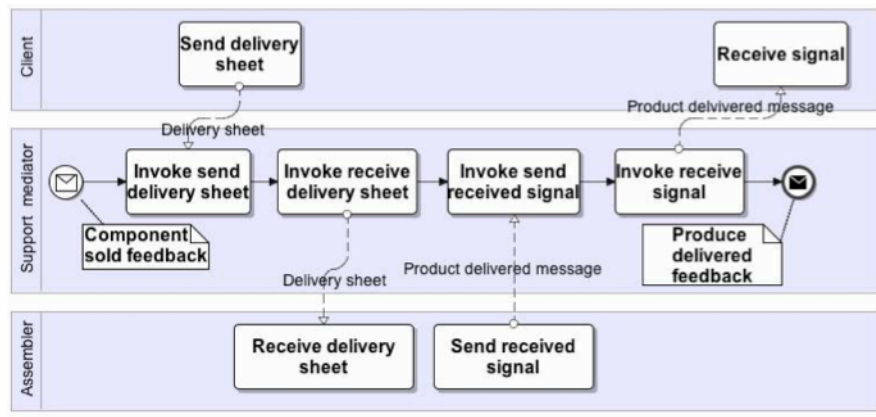 Client
Send delivery
sheet
Receive signal
Delivery sheet
Product delvivered message
Support mediator
Invoke send
delivery sheet
Invoke receive
delivery sheet
Invoke send
received signal
Invoke receive
signal
Component
sold feedback
Produce
delivered
feedback
Delivery sheet
Product delivered message
Assembler
Receive delivery
sheet
Send received
signal